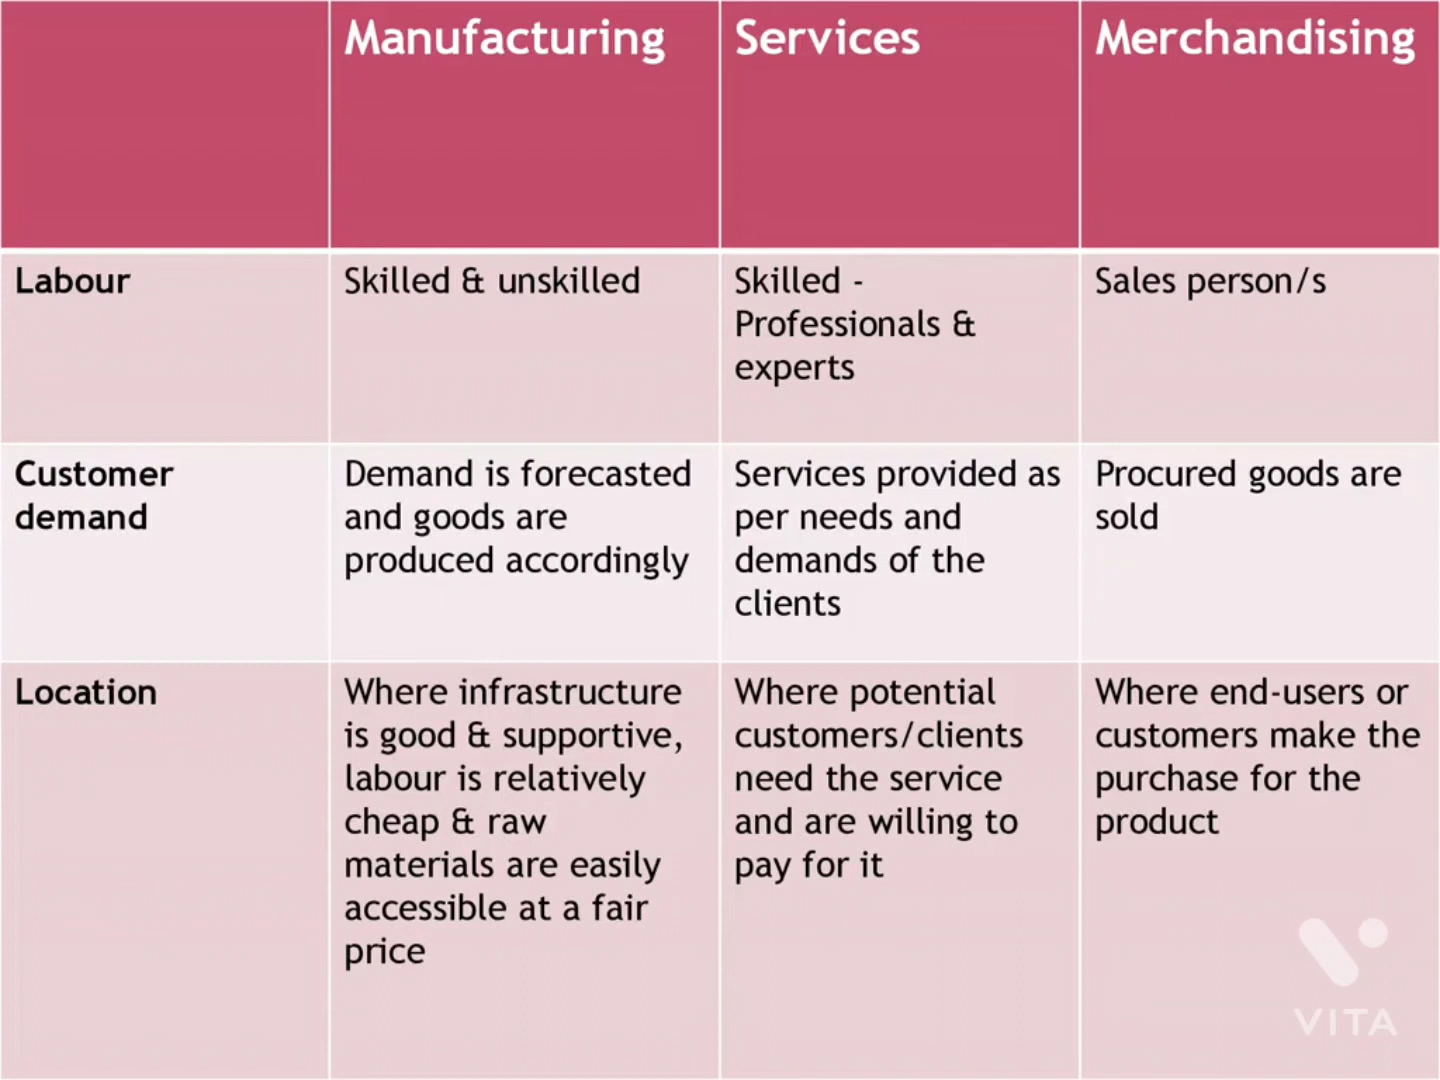 Manufacturing
Services
Merchandising
Labour
Skilled & unskilled
Skilled -
Professionals &
experts
Sales person/s
Customer
demand
Demand is forecasted
and goods are
produced accordingly
Services provided as
per needs and
demands of the
clients
Procured goods are
sold
Location
Where infrastructure
is good & supportive,
labour is relatively
cheap & raw
materials are easily
accessible at a fair
price
Where potential
customers/clients
need the service
and are willing to
pay for it
Where end-users or
customers make the
purchase for the
product
VITA